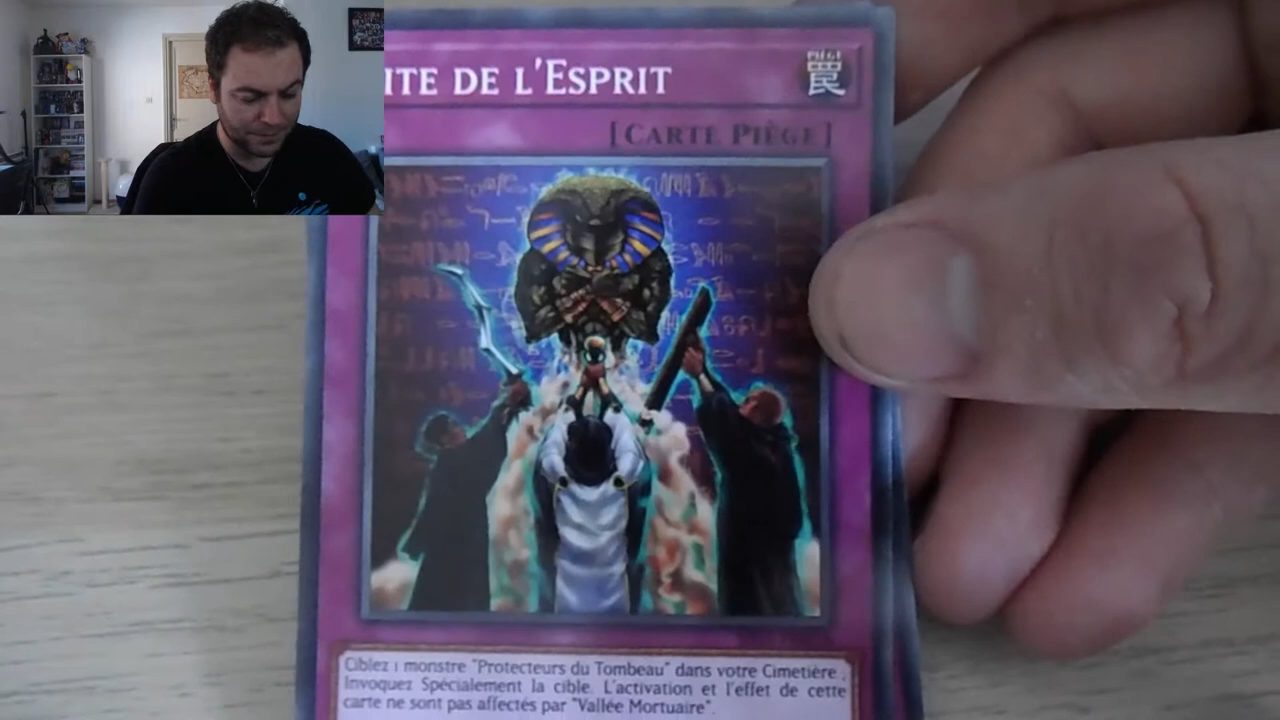 ITE DE L'ESPRIT
PIÈGE
罠
[CARTE PIÈGE]
Ciblez 1 monstre "Protecteurs du Tombeau" dans votre Cimetière ;
Invoquez Spécialement la cible. L'activation et l'effet de cette
carte ne sont pas affectés par "Vallée Mortuaire".